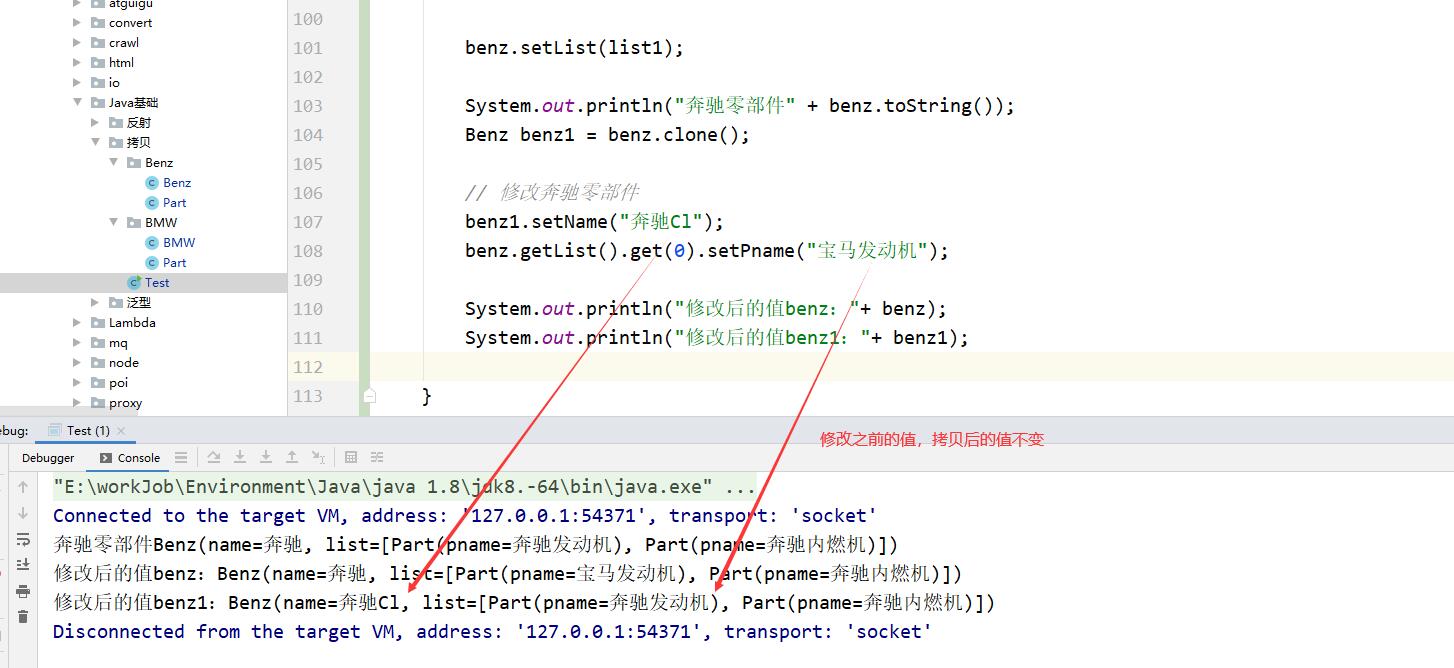 atguigu
convert
crawl
html
io
Java基础
反射
拷贝
Benz
Benz
Part
BMW
BMW
Part
Test
泛型
Lambda
mq
node
poi
proxy
100
101 benz.setList(list1);
102
103 System.out.println("奔驰零部件" + benz.toString());
104 Benz benz1 = benz.clone();
105
106 // 修改奔驰零部件
107 benz1.setName("奔驰Cl");
108 benz.getList().get(0).setPname("宝马发动机");
109
110 System.out.println("修改后的值benz："+ benz);
111 System.out.println("修改后的值benz1："+ benz1);
112
113 }
修改之前的值，拷贝后的值不变
ebug: Test (1)
Debugger Console
"E:\workJob\Environment\Java\java 1.8\jdk8.-64\bin\java.exe" ...
Connected to the target VM, address: '127.0.0.1:54371', transport: 'socket'
奔驰零部件Benz(name=奔驰, list=[Part(pname=奔驰发动机), Part(pname=奔驰内燃机)])
修改后的值benz：Benz(name=奔驰, list=[Part(pname=宝马发动机), Part(pname=奔驰内燃机)])
修改后的值benz1：Benz(name=奔驰Cl, list=[Part(pname=奔驰发动机), Part(pname=奔驰内燃机)])
Disconnected from the target VM, address: '127.0.0.1:54371', transport: 'socket'